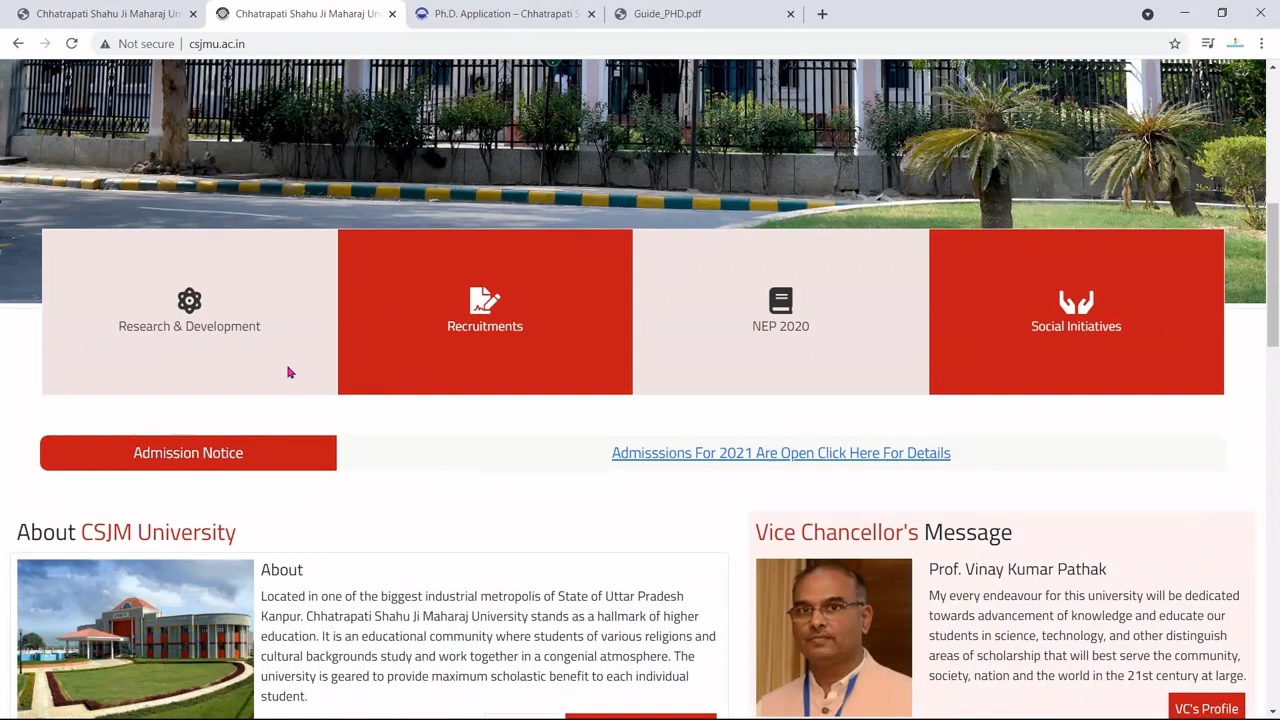 Chhatrapati Shahu Ji Maharaj Univ
Chhatrapati Shahu Ji Maharaj Un
Ph.D. Application – Chhatrapati S
Guide_PHD.pdf
Not secure
csjmu.ac.in
Research & Development
Recruitments
NEP 2020
Social Initiatives
Admission Notice
Admisssions For 2021 Are Open Click Here For Details
About CSJM University
About
Located in one of the biggest industrial metropolis of State of Uttar Pradesh
Kanpur. Chhatrapati Shahu Ji Maharaj University stands as a hallmark of higher
education. It is an educational community where students of various religions and
cultural backgrounds study and work together in a congenial atmosphere. The
university is geared to provide maximum scholastic benefit to each individual
student.
Vice Chancellor's Message
Prof. Vinay Kumar Pathak
My every endeavour for this university will be dedicated
towards advancement of knowledge and educate our
students in science, technology, and other distinguish
areas of scholarship that will best serve the community,
society, nation and the world in the 21st century at large.
VC's Profile